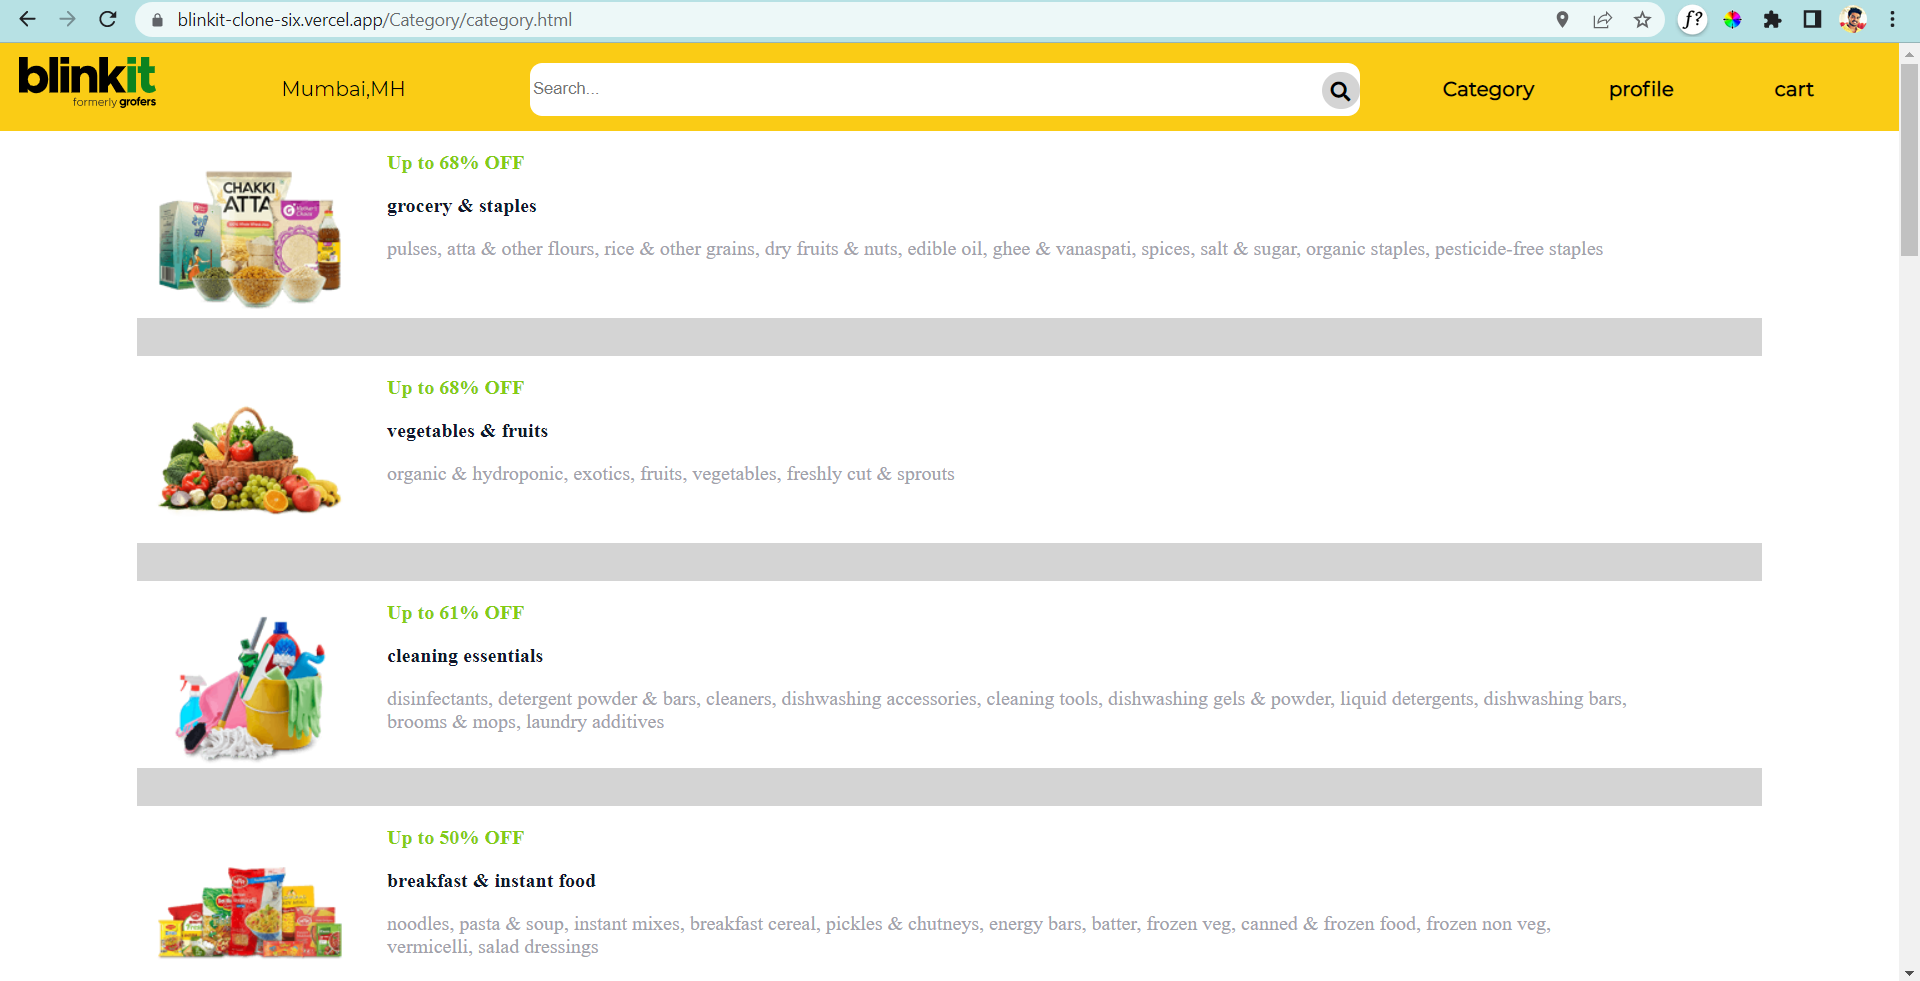 blinkit-clone-six.vercel.app/Category/category.html
f?
blinkit
formerly grofers
Mumbai,MH
Search...
Category
profile
cart
CHAKKI
ATTA
Up to 68% OFF
grocery & staples
pulses, atta & other flours, rice & other grains, dry fruits & nuts, edible oil, ghee & vanaspati, spices, salt & sugar, organic staples, pesticide-free staples
Up to 68% OFF
vegetables & fruits
organic & hydroponic, exotics, fruits, vegetables, freshly cut & sprouts
Up to 61% OFF
cleaning essentials
disinfectants, detergent powder & bars, cleaners, dishwashing accessories, cleaning tools, dishwashing gels & powder, liquid detergents, dishwashing bars,
brooms & mops, laundry additives
Up to 50% OFF
breakfast & instant food
noodles, pasta & soup, instant mixes, breakfast cereal, pickles & chutneys, energy bars, batter, frozen veg, canned & frozen food, frozen non veg,
vermicelli, salad dressings